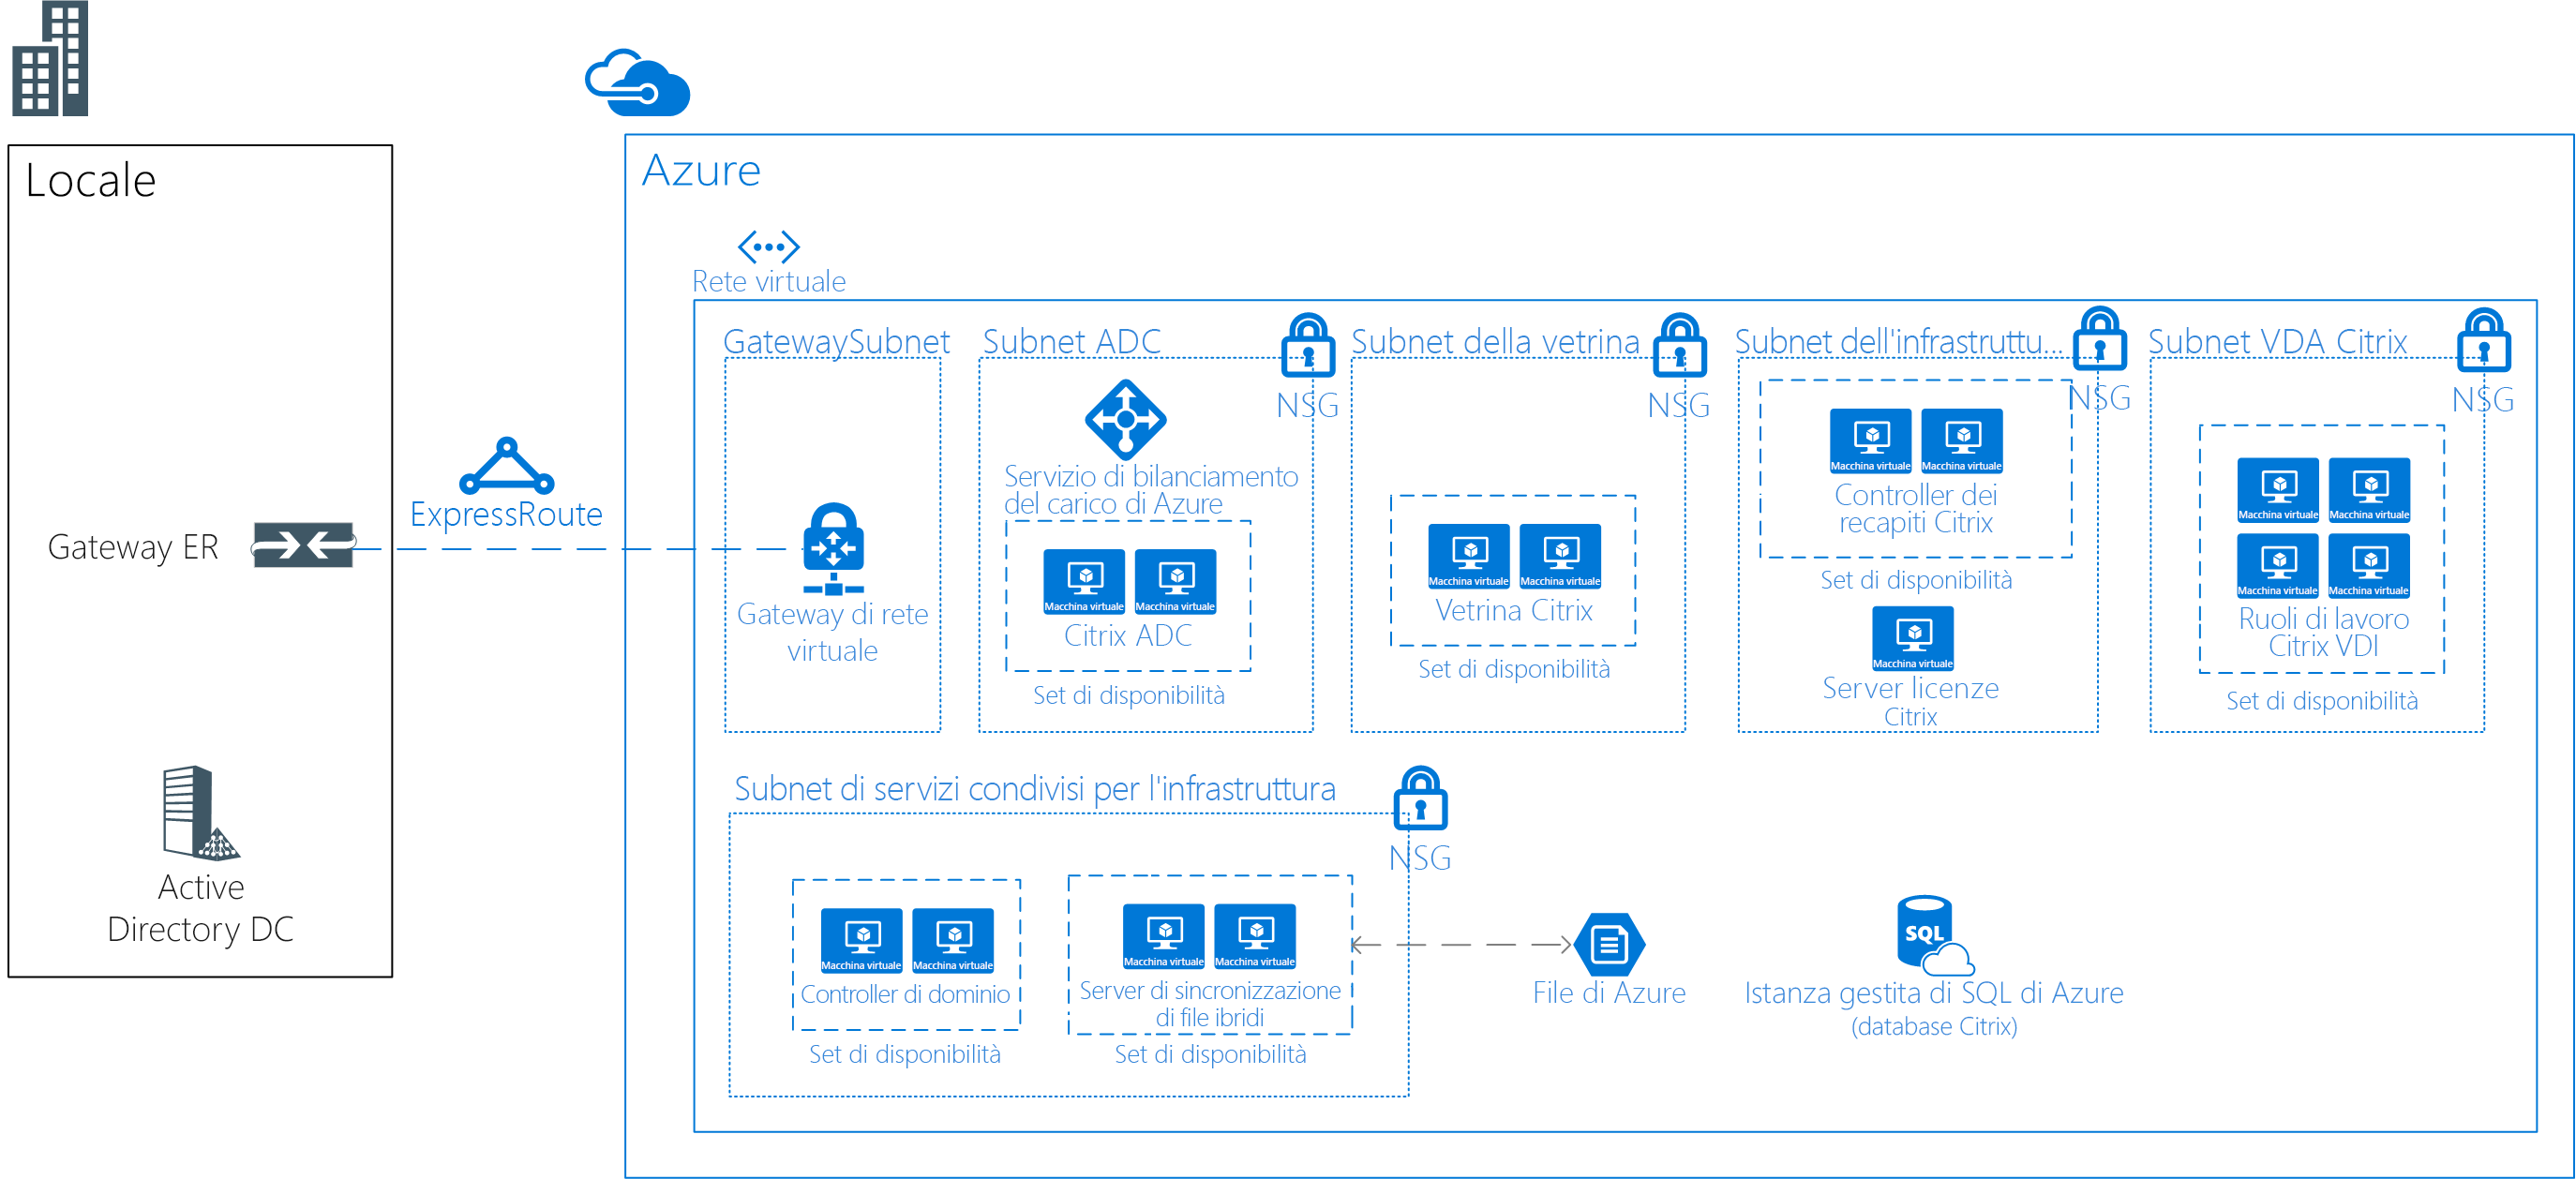 Locale
Gateway ER
Active
Directory DC
ExpressRoute
Azure
Rete virtuale
GatewaySubnet
Gateway di rete
virtuale
Subnet ADC
NSG
Servizio di bilanciamento
del carico di Azure
Macchina virtuale
Macchina virtuale
Citrix ADC
Set di disponibilità
Subnet della vetrina
NSG
Macchina virtuale
Macchina virtuale
Vetrina Citrix
Set di disponibilità
Subnet dell'infrastruttu...
NSG
Macchina virtuale
Macchina virtuale
Controller dei
recapiti Citrix
Set di disponibilità
Macchina virtuale
Server licenze
Citrix
Subnet VDA Citrix
NSG
Macchina virtuale
Macchina virtuale
Macchina virtuale
Macchina virtuale
Ruoli di lavoro
Citrix VDI
Set di disponibilità
Subnet di servizi condivisi per l'infrastruttura
NSG
Macchina virtuale
Macchina virtuale
Controller di dominio
Set di disponibilità
Macchina virtuale
Macchina virtuale
Server di sincronizzazione
di file ibridi
Set di disponibilità
File di Azure
SQL
Istanza gestita di SQL di Azure
(database Citrix)